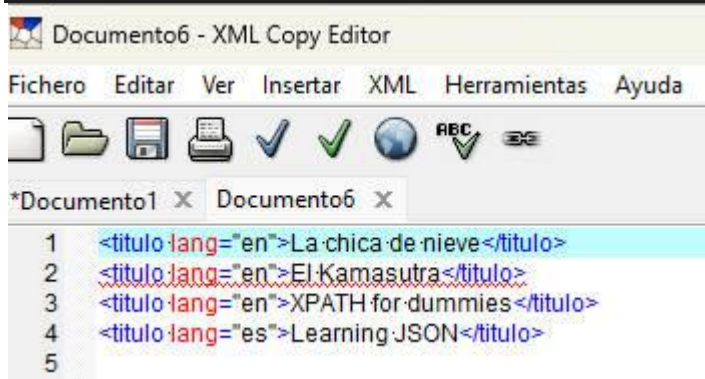 Documento6 - XML Copy Editor
Fichero Editar Ver Insertar XML Herramientas Ayuda
ABC
*Documento1 X Documento6 X
1 <titulo lang="en">La chica de nieve</titulo>
2 <titulo lang="en">El Kamasutra</titulo>
3 <titulo lang="en">XPATH for dummies</titulo>
4 <titulo lang="es">Learning JSON</titulo>
5